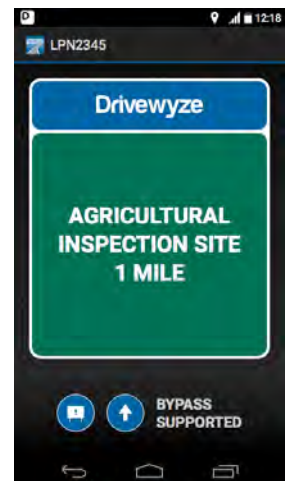 12:18
LPN2345
Drivewyze
AGRICULTURAL
INSPECTION SITE
1 MILE
BYPASS
SUPPORTED